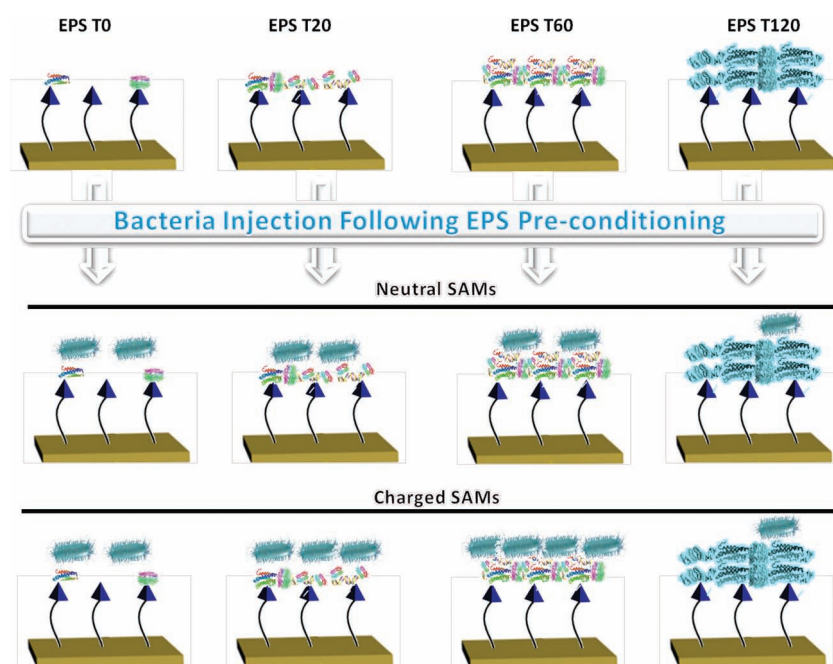 EPS T0 EPS T20 EPS T60 EPS T120
Bacteria Injection Following EPS Pre-conditioning
Neutral SAMs
Charged SAMs